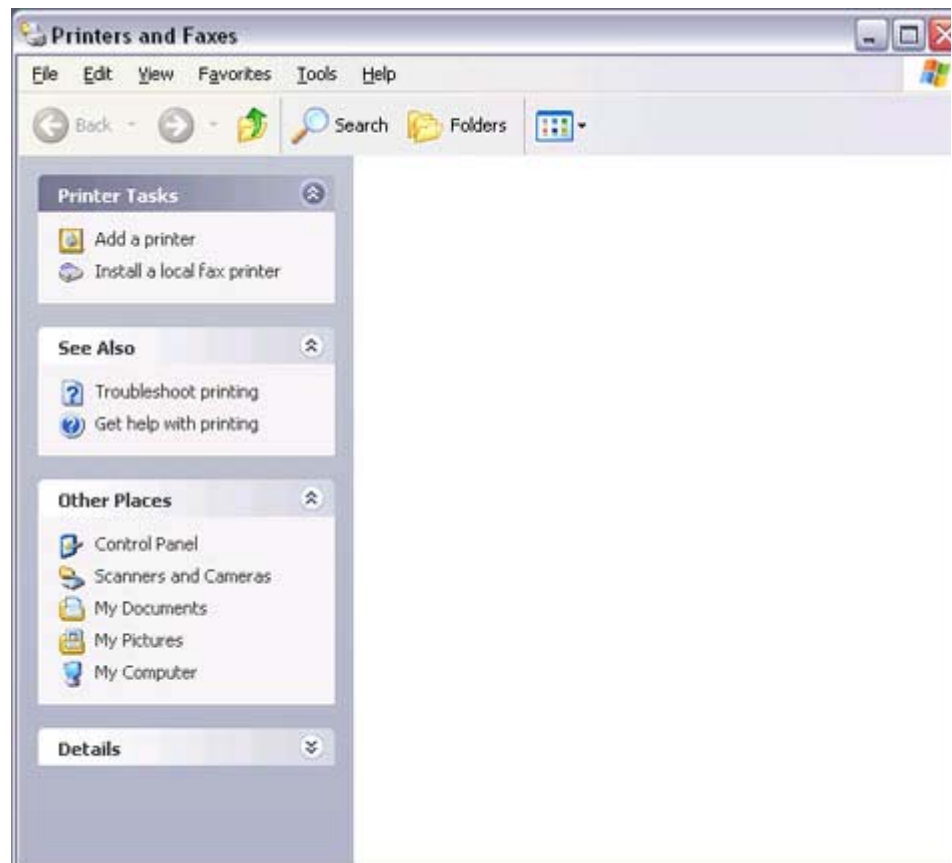 Printers and Faxes
File Edit View Favorites Tools Help
Back Search Folders
Printer Tasks
Add a printer
Install a local fax printer
See Also
Troubleshoot printing
Get help with printing
Other Places
Control Panel
Scanners and Cameras
My Documents
My Pictures
My Computer
Details